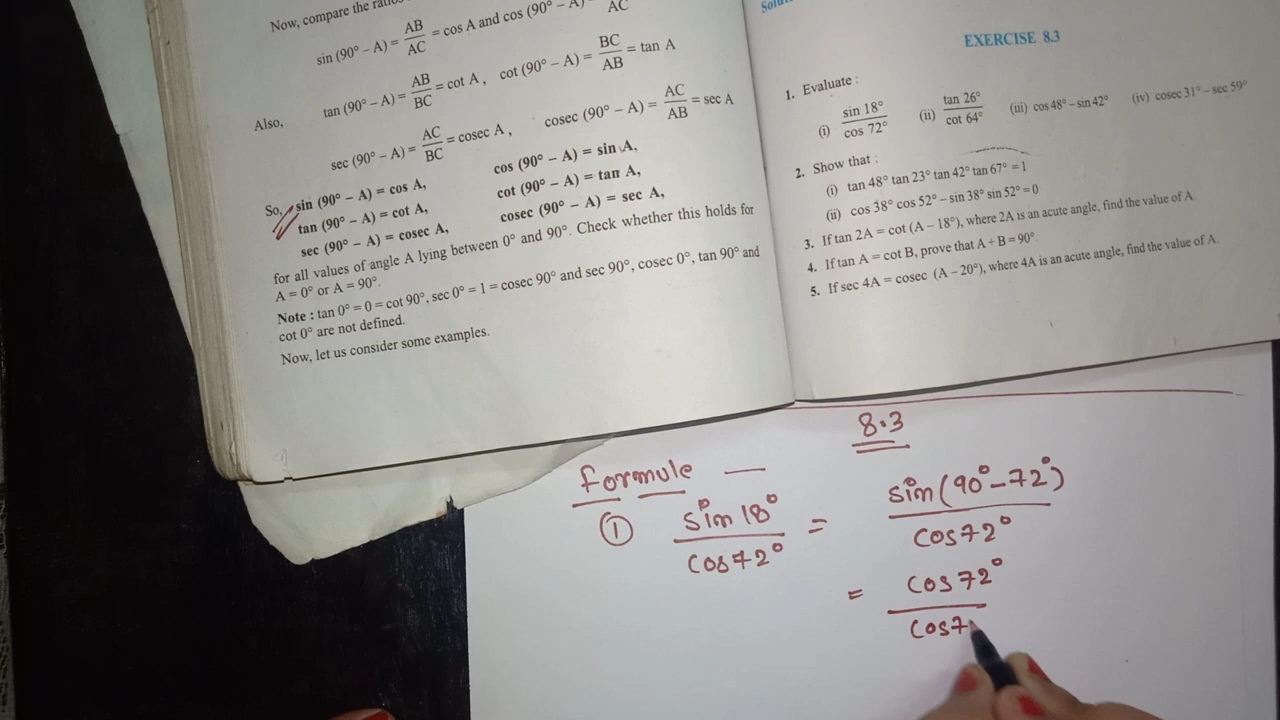 Now, compare the ratios
sin (90° – A) = AB/AC = cos A and cos (90° – A) = /AC
Also, tan (90° – A) = AB/BC = cot A , cot (90° – A) = BC/AB = tan A
sec (90° – A) = AC/BC = cosec A , cosec (90° – A) = AC/AB = sec A
So, sin (90° – A) = cos A, cos (90° – A) = sin A,
tan (90° – A) = cot A, cot (90° – A) = tan A,
sec (90° – A) = cosec A, cosec (90° – A) = sec A,
for all values of angle A lying between 0° and 90°. Check whether this holds for
A = 0° or A = 90°.
Note : tan 0° = 0 = cot 90°, sec 0° = 1 = cosec 90° and sec 90°, cosec 0°, tan 90° and
cot 0° are not defined.
Now, let us consider some examples.
EXERCISE 8.3
1. Evaluate :
(i) sin 18°/cos 72° (ii) tan 26°/cot 64° (iii) cos 48° – sin 42° (iv) cosec 31° – sec 59°
2. Show that :
(i) tan 48° tan 23° tan 42° tan 67° = 1
(ii) cos 38° cos 52° – sin 38° sin 52° = 0
3. If tan 2A = cot (A – 18°), where 2A is an acute angle, find the value of A.
4. If tan A = cot B, prove that A + B = 90°.
5. If sec 4A = cosec (A – 20°), where 4A is an acute angle, find the value of A.
8.3
Formule —
① sin 18°/cos 72° = sin(90°-72°)/cos 72°
= cos 72°/cos 7